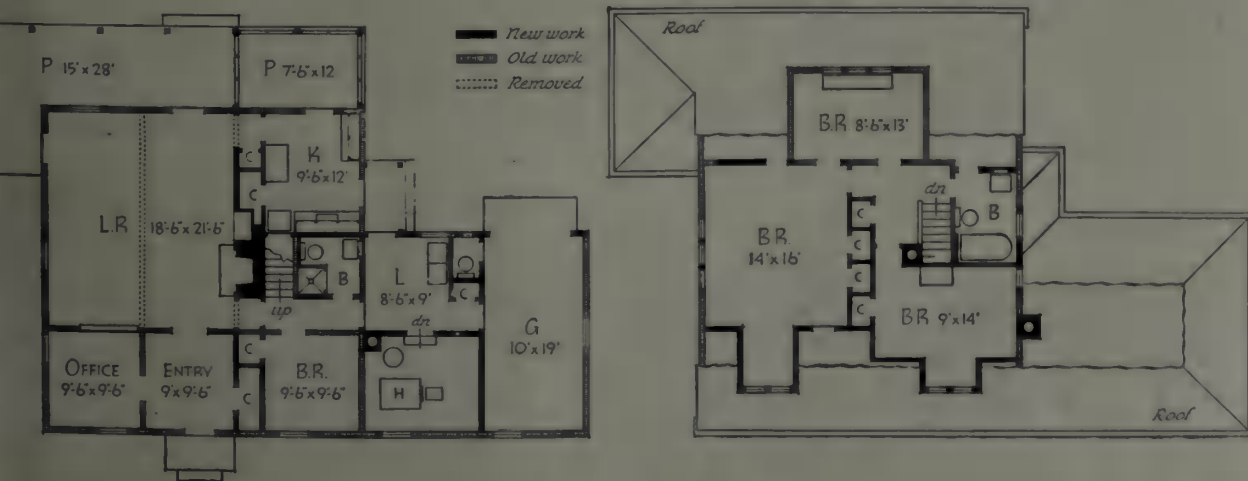 New work
Old work
Removed
P 15' x 28'
P 7'-6" x 12
C
K
9'-6" x 12'
C
L.R. 18'-6" x 21'-6"
B
L
8'-6" x 9'
C
up
dn
G
10' x 19'
OFFICE
9'-6" x 9'-6"
ENTRY
9' x 9'-6"
C
C
B.R.
9'-6" x 9'-6"
H
Roof
B.R. 8'-6" x 13'
dn
B
C
C
C
C
B.R.
14' x 16'
B.R. 9' x 14'
Roof